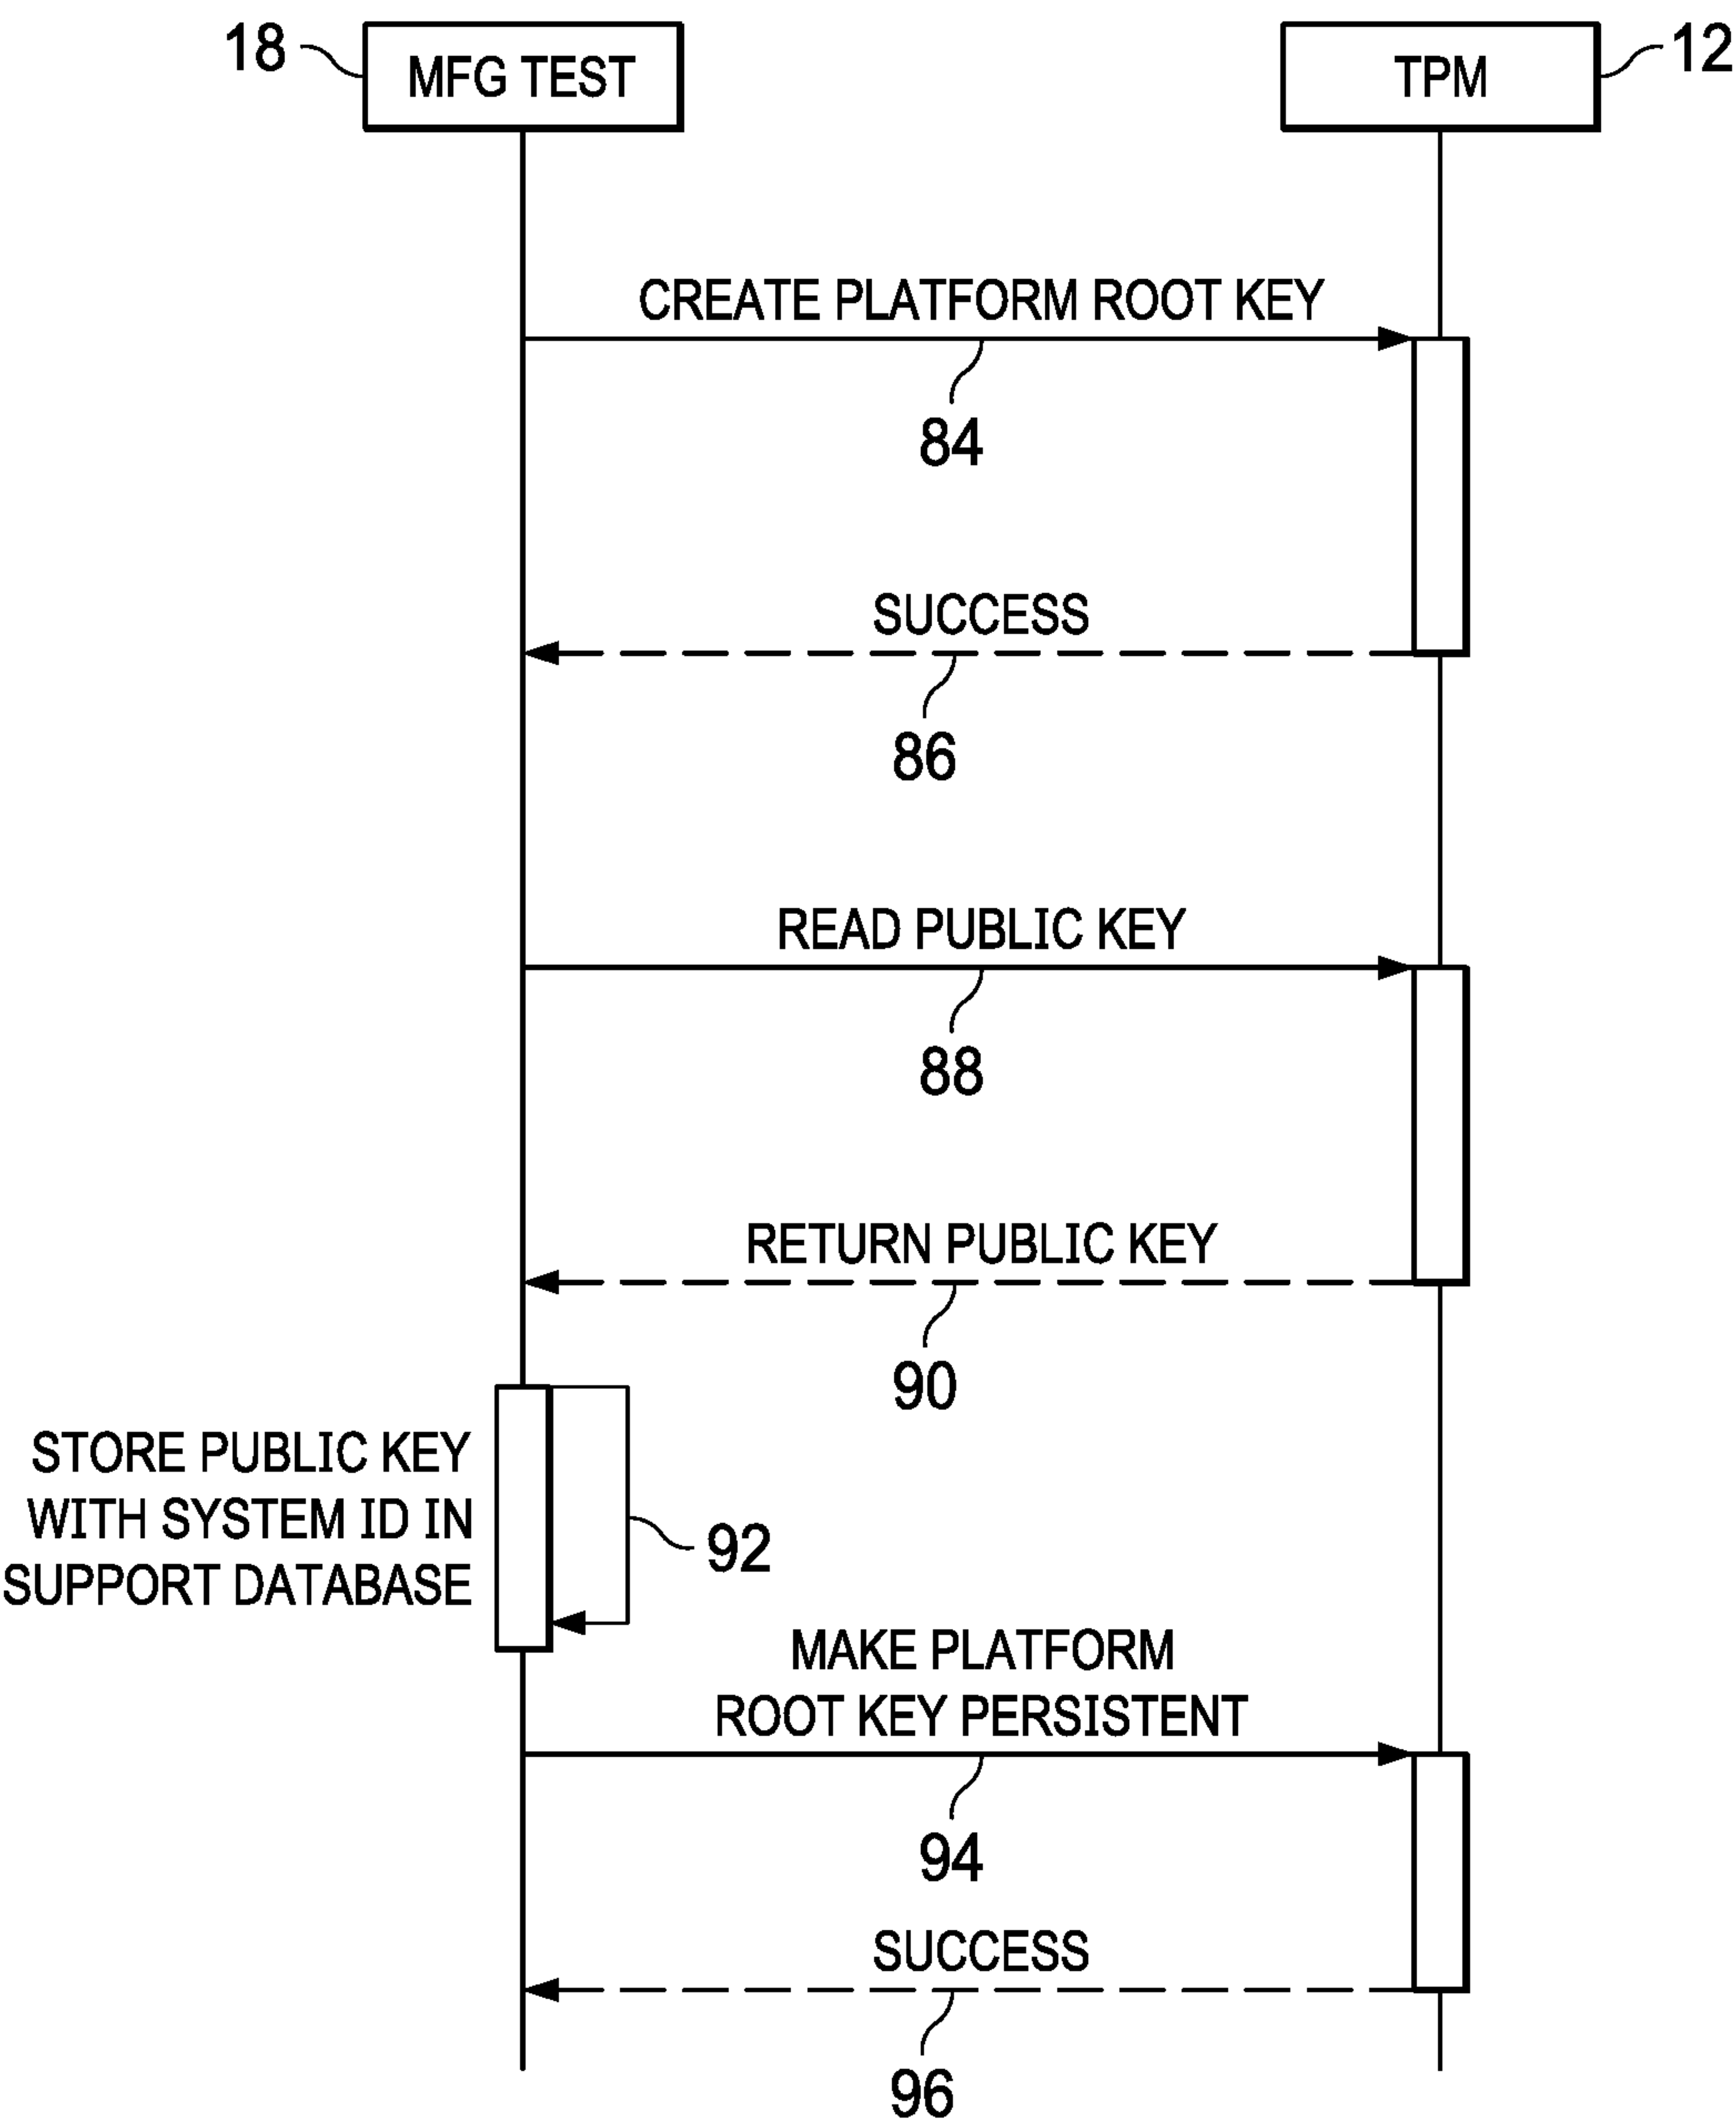 18
MFG TEST
TPM
12
CREATE PLATFORM ROOT KEY
84
SUCCESS
86
READ PUBLIC KEY
88
RETURN PUBLIC KEY
90
STORE PUBLIC KEY
WITH SYSTEM ID IN
SUPPORT DATABASE
92
MAKE PLATFORM
ROOT KEY PERSISTENT
94
SUCCESS
96